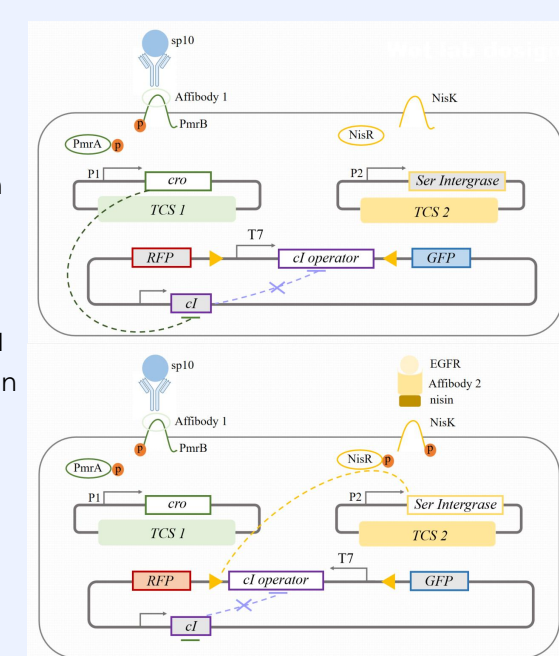 sp10
Affibody 1
PmrB
P
PmrA P
NisK
NisR
P1
cro
TCS 1
P2
Ser Intergrase
TCS 2
T7
RFP
cI operator
GFP
cI
sp10
Affibody 1
PmrB
P
PmrA P
EGFR
Affibody 2
nisin
NisK
NisR P
P
P1
cro
TCS 1
P2
Ser Intergrase
TCS 2
T7
RFP
cI operator
GFP
cI